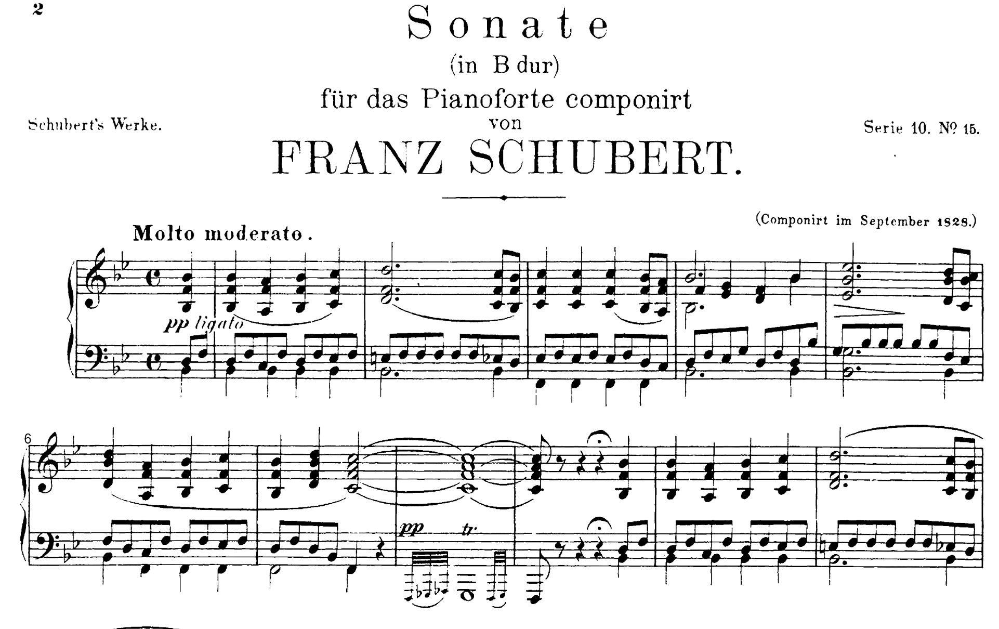 2
Sonate
(in B dur)
für das Pianoforte componirt
Schubert's Werke.
von
Serie 10. Nº 15.
FRANZ SCHUBERT.
(Componirt im September 1828.)
Molto moderato.
pp ligato
6
pp
tr.